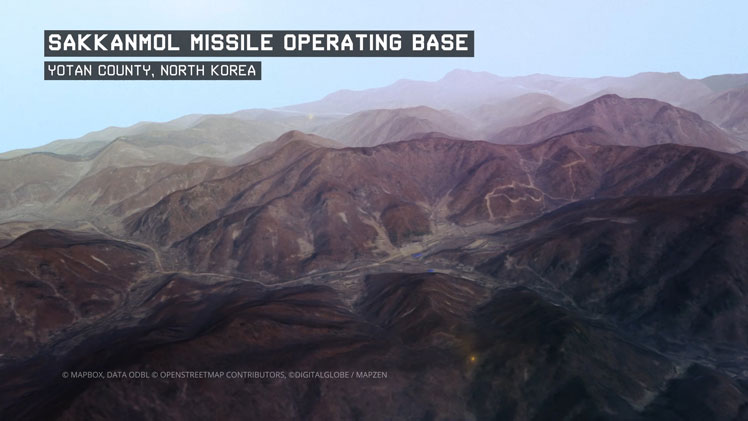 SAKKANMOL MISSILE OPERATING BASE
YOTAN COUNTY, NORTH KOREA
© MAPBOX, DATA ODBL © OPENSTREETMAP CONTRIBUTORS, ©DIGITALGLOBE / MAPZEN